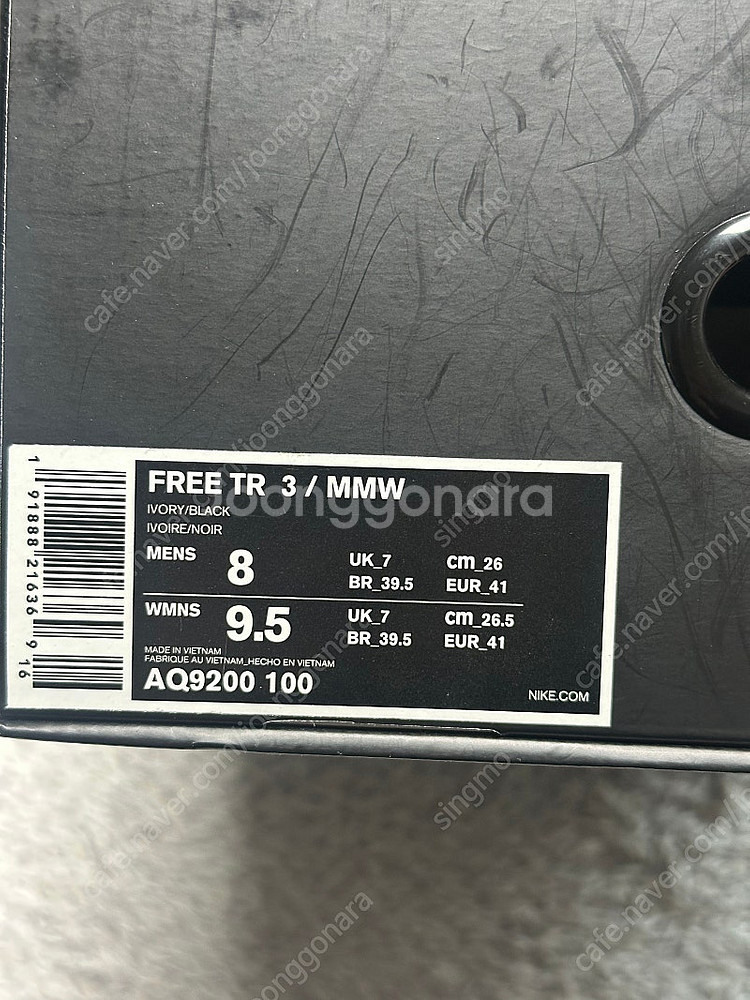 FREE TR 3 / MMW
IVORY/BLACK
IVOIRE/NOIR
MENS 8 UK_7 cm_26
BR_39.5 EUR_41
WMNS 9.5 UK_7 cm_26.5
BR_39.5 EUR_41
MADE IN VIETNAM
FABRIQUE AU VIETNAM_HECHO EN VIETNAM
AQ9200 100
NIKE.COM
1 91888 21636 9 16
joonggonara
cafe.naver.com/joonggonara
singmo